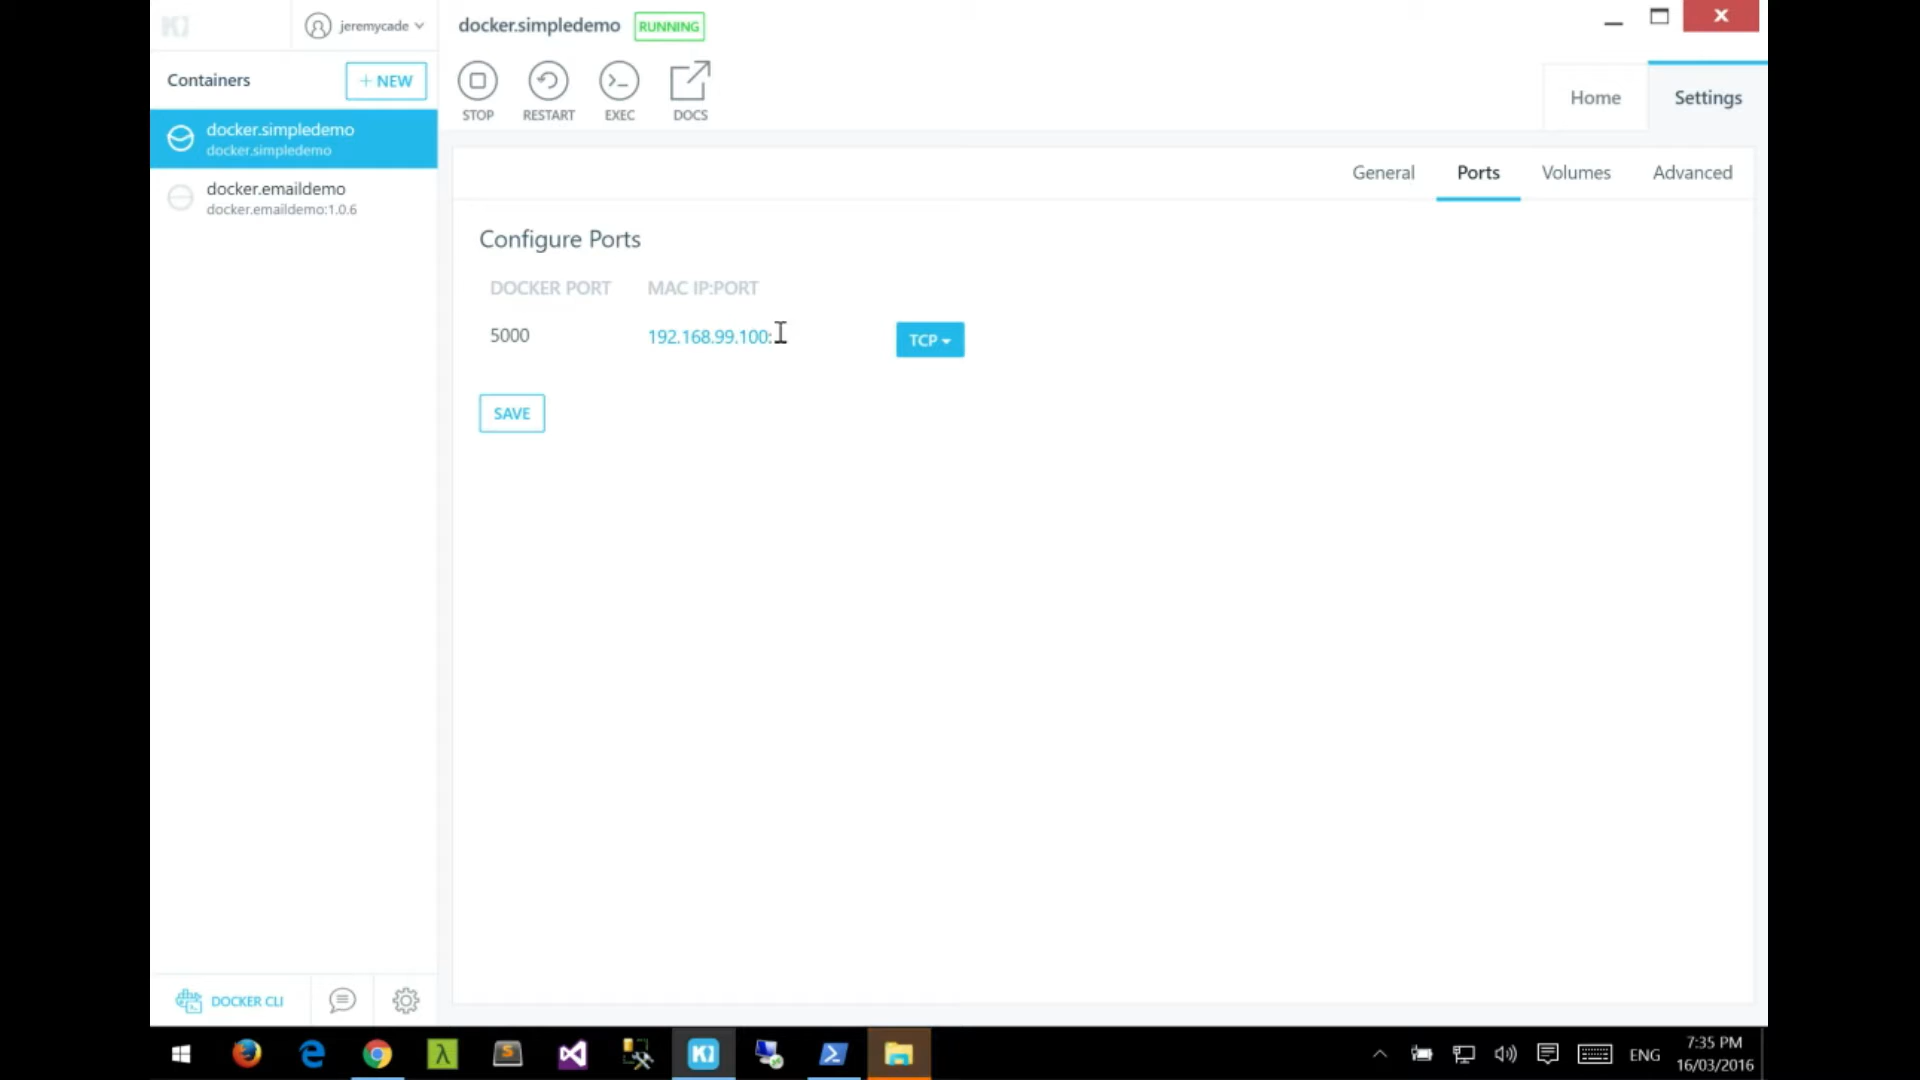 jeremycade
docker.simpledemo RUNNING
Containers
+ NEW
STOP
RESTART
EXEC
DOCS
Home
Settings
docker.simpledemo
docker.simpledemo
docker.emaildemo
docker.emaildemo:1.0.6
General
Ports
Volumes
Advanced
Configure Ports
DOCKER PORT
MAC IP:PORT
5000
192.168.99.100:
TCP
SAVE
DOCKER CLI
ENG
7:35 PM
16/03/2016